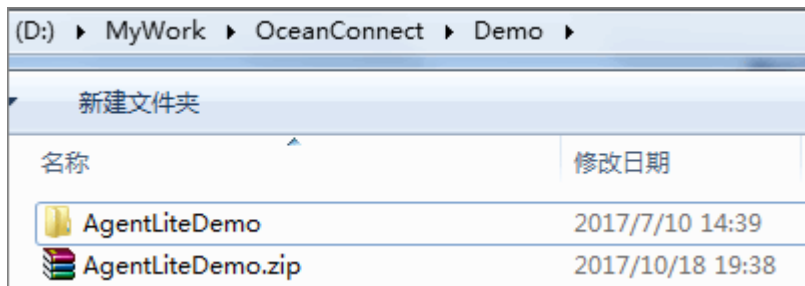 (D:) ▸ MyWork ▸ OceanConnect ▸ Demo ▸
新建文件夹
名称 修改日期
AgentLiteDemo 2017/7/10 14:39
AgentLiteDemo.zip 2017/10/18 19:38